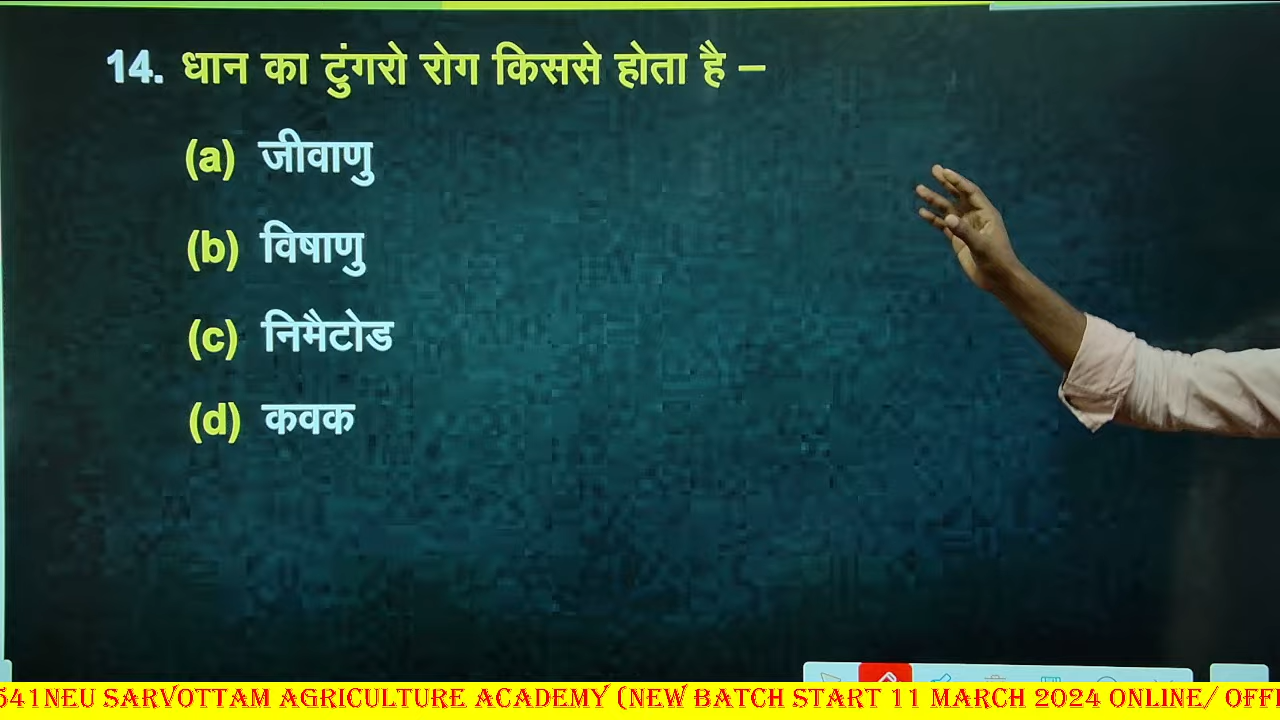 14. धान का टुंगरो रोग किससे होता है –
(a) जीवाणु
(b) विषाणु
(c) निमैटोड
(d) कवक
541NEU SARVOTTAM AGRICULTURE ACADEMY (NEW BATCH START 11 MARCH 2024 ONLINE/ OFF